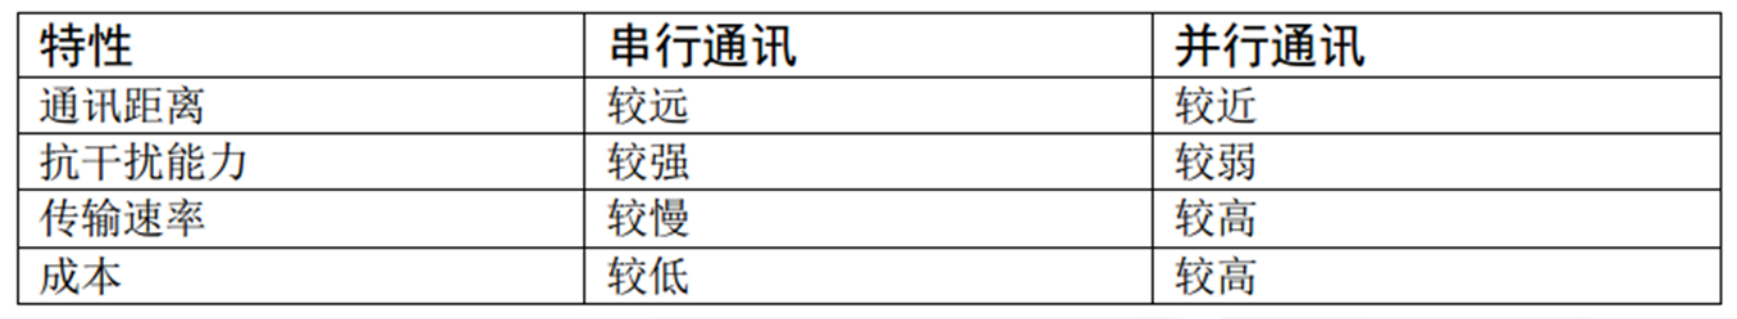 特性 串行通讯 并行通讯
通讯距离 较远 较近
抗干扰能力 较强 较弱
传输速率 较慢 较高
成本 较低 较高